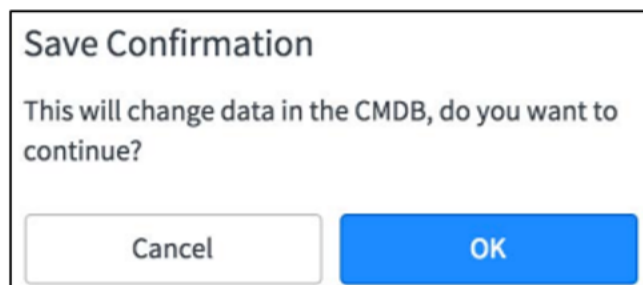 Save Confirmation
This will change data in the CMDB, do you want to
continue?
Cancel
OK